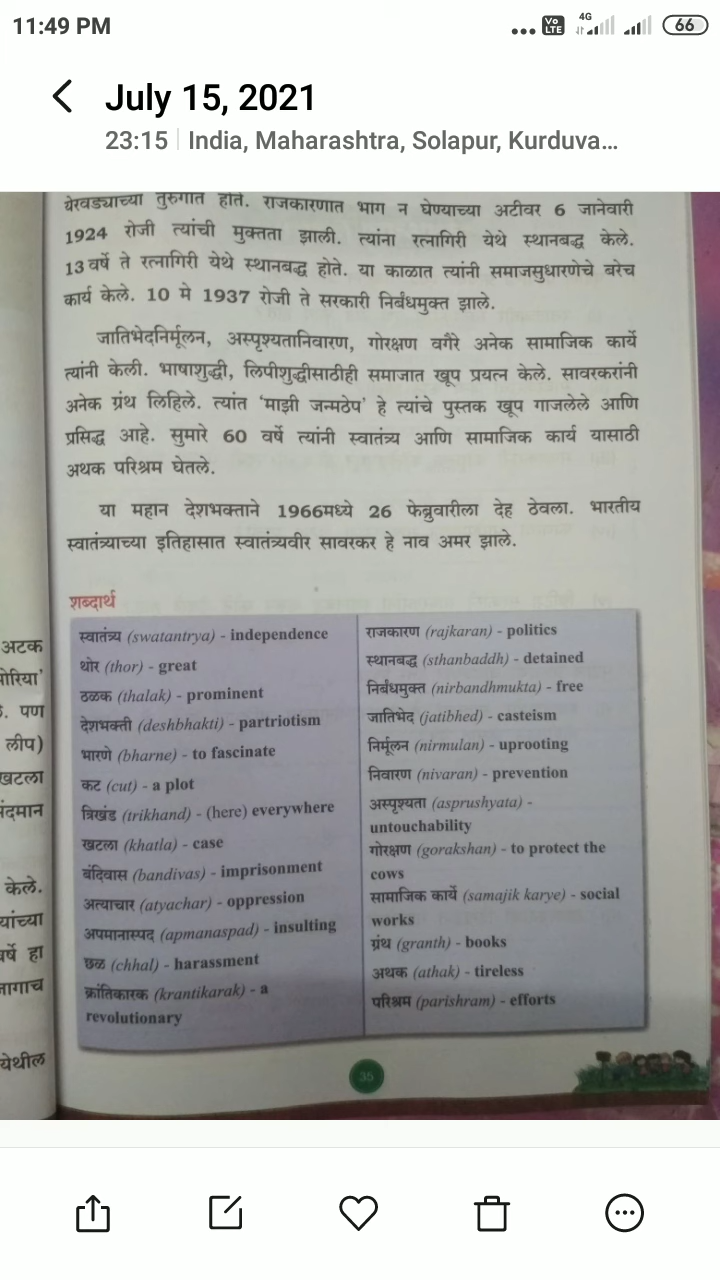 11:49 PM
Vo LTE 4G 66
July 15, 2021
23:15 India, Maharashtra, Solapur, Kurduva...
येरवड्याच्या तुरुंगात होते. राजकारणात भाग न घेण्याच्या अटीवर 6 जानेवारी
1924 रोजी त्यांची मुक्तता झाली. त्यांना रत्नागिरी येथे स्थानबद्ध केले.
13 वर्षे ते रत्नागिरी येथे स्थानबद्ध होते. या काळात त्यांनी समाजसुधारणेचे बरेच
कार्य केले. 10 मे 1937 रोजी ते सरकारी निर्बंधमुक्त झाले.
जातिभेदनिर्मूलन, अस्पृश्यतानिवारण, गोरक्षण वगैरे अनेक सामाजिक कार्ये
त्यांनी केली. भाषाशुद्धी, लिपीशुद्धीसाठीही समाजात खूप प्रयत्न केले. सावरकरांनी
अनेक ग्रंथ लिहिले. त्यांत 'माझी जन्मठेप' हे त्यांचे पुस्तक खूप गाजलेले आणि
प्रसिद्ध आहे. सुमारे 60 वर्षे त्यांनी स्वातंत्र्य आणि सामाजिक कार्य यासाठी
अथक परिश्रम घेतले.
या महान देशभक्ताने 1966मध्ये 26 फेब्रुवारीला देह ठेवला. भारतीय
स्वातंत्र्याच्या इतिहासात स्वातंत्र्यवीर सावरकर हे नाव अमर झाले.
शब्दार्थ
स्वातंत्र्य (swatantrya) - independence
थोर (thor) - great
ठळक (thalak) - prominent
देशभक्ती (deshbhakti) - partriotism
भारणे (bharne) - to fascinate
कट (cut) - a plot
त्रिखंड (trikhand) - (here) everywhere
खटला (khatla) - case
बंदिवास (bandivas) - imprisonment
अत्याचार (atyachar) - oppression
अपमानास्पद (apmanaspad) - insulting
छळ (chhal) - harassment
क्रांतिकारक (krantikarak) - a
revolutionary
राजकारण (rajkaran) - politics
स्थानबद्ध (sthanbaddh) - detained
निर्बंधमुक्त (nirbandhmukta) - free
जातिभेद (jatibhed) - casteism
निर्मूलन (nirmulan) - uprooting
निवारण (nivaran) - prevention
अस्पृश्यता (asprushyata) -
untouchability
गोरक्षण (gorakshan) - to protect the
cows
सामाजिक कार्ये (samajik karye) - social
works
ग्रंथ (granth) - books
अथक (athak) - tireless
परिश्रम (parishram) - efforts
35
अटक
. पण
लीप)
खटला
केले.
यांच्या
र्षे हा
येथील